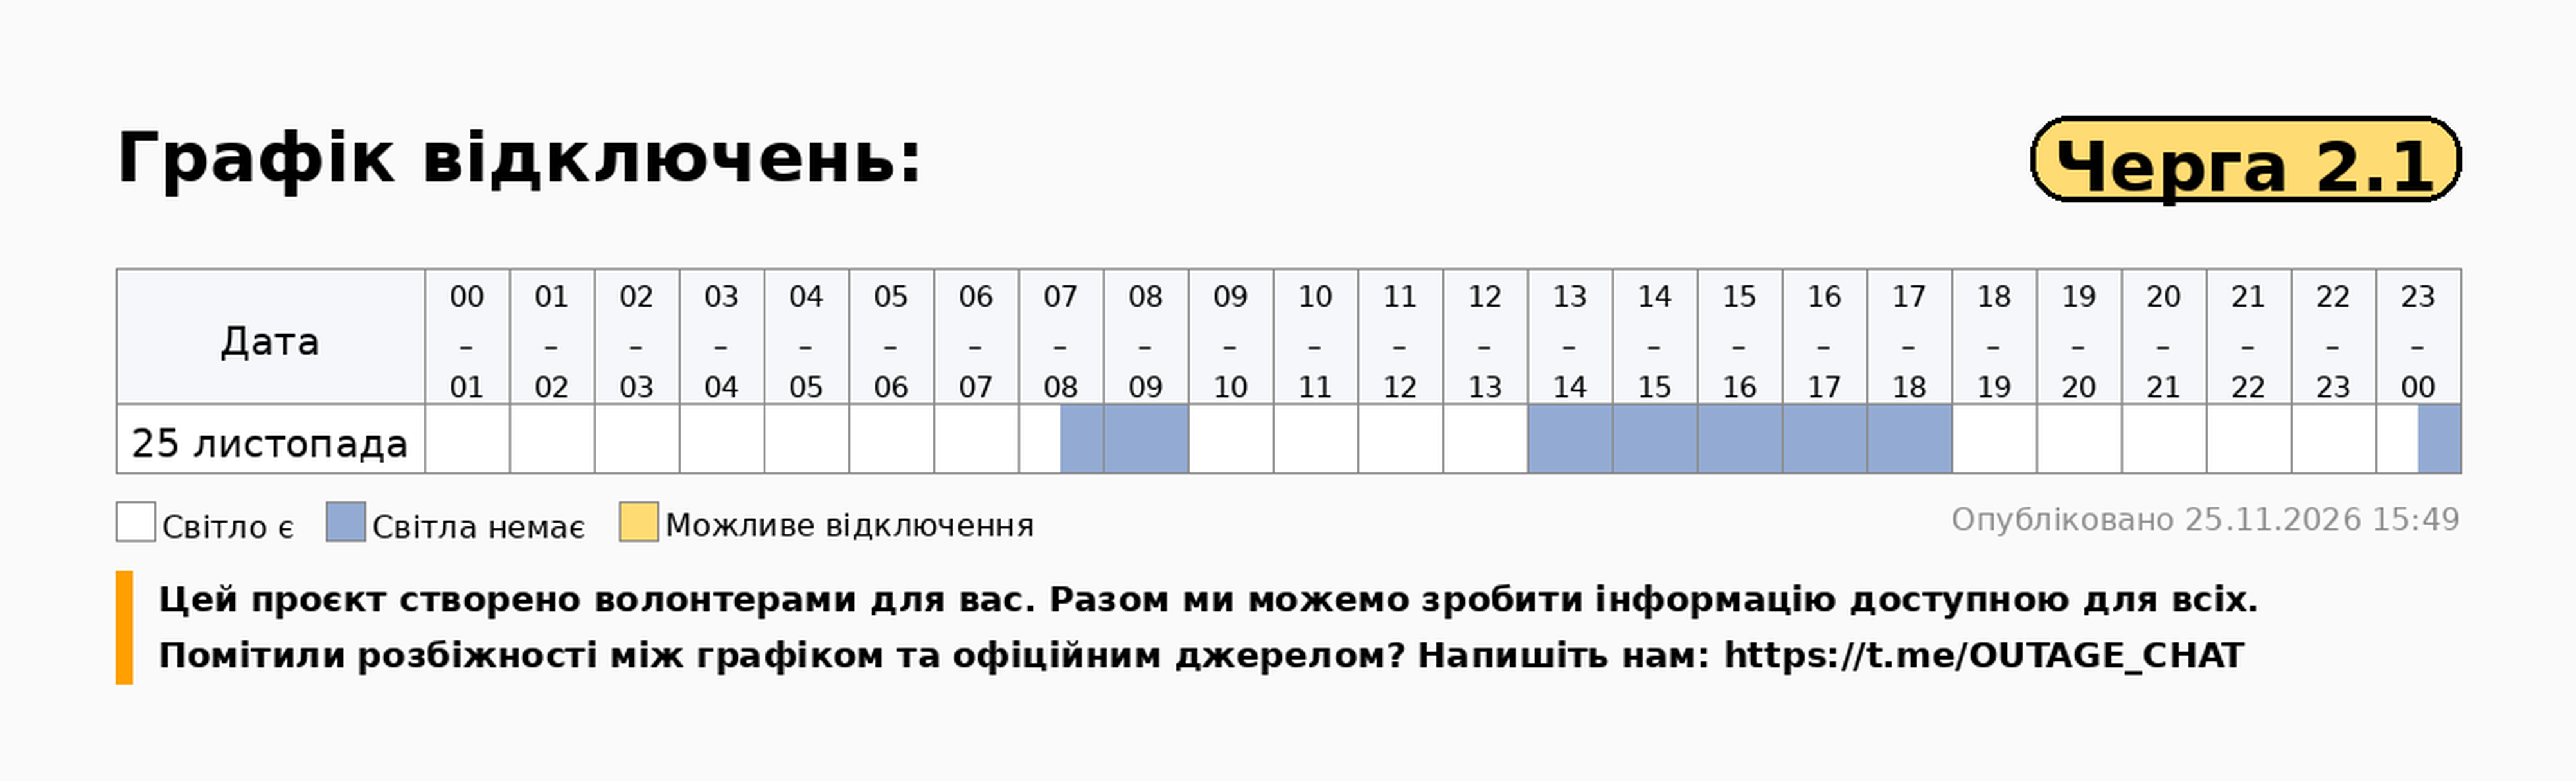 Графік відключень:
Черга 2.1
Дата
00 – 01
01 – 02
02 – 03
03 – 04
04 – 05
05 – 06
06 – 07
07 – 08
08 – 09
09 – 10
10 – 11
11 – 12
12 – 13
13 – 14
14 – 15
15 – 16
16 – 17
17 – 18
18 – 19
19 – 20
20 – 21
21 – 22
22 – 23
23 – 00
25 листопада
Світло є
Світла немає
Можливе відключення
Опубліковано 25.11.2026 15:49
Цей проєкт створено волонтерами для вас. Разом ми можемо зробити інформацію доступною для всіх.
Помітили розбіжності між графіком та офіційним джерелом? Напишіть нам: https://t.me/OUTAGE_CHAT